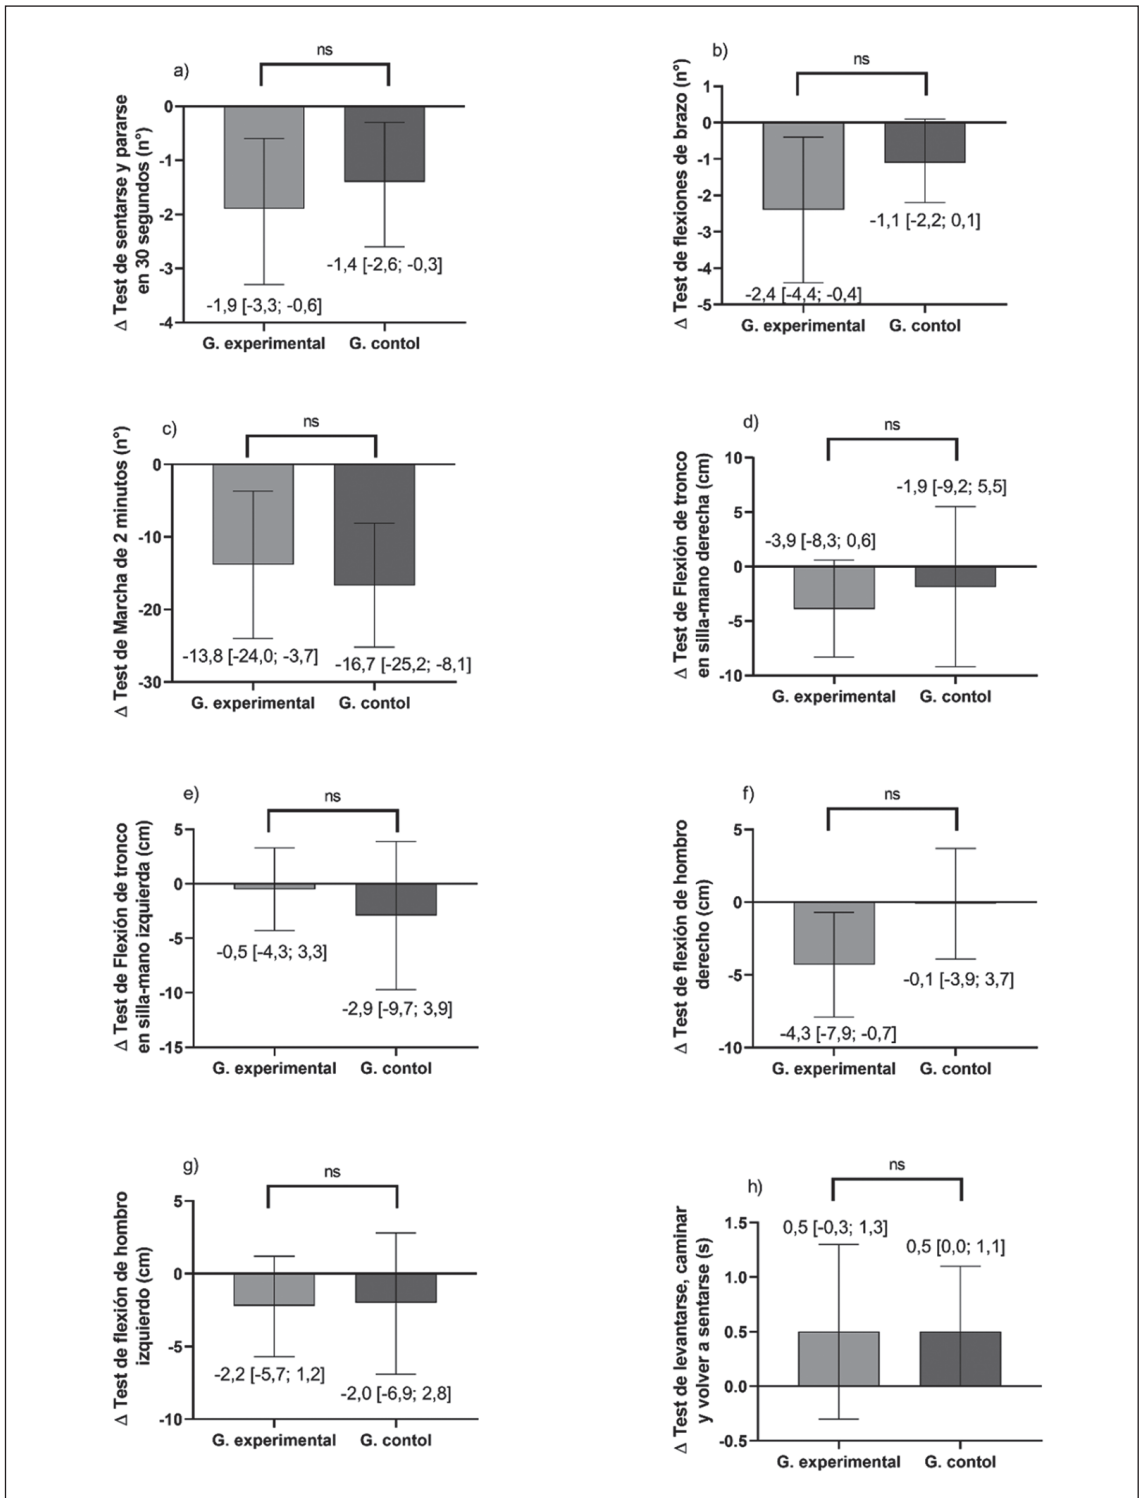 a)
ns
Δ Test de sentarse y pararse
en 30 segundos (n°)
0
-1
-2
-3
-4
-1,9 [-3,3; -0,6]
-1,4 [-2,6; -0,3]
G. experimental
G. contol
b)
ns
Δ Test de flexiones de brazo (n°)
1
0
-1
-2
-3
-4
-5
-2,4 [-4,4; -0,4]
-1,1 [-2,2; 0,1]
G. experimental
G. contol
c)
ns
Δ Test de Marcha de 2 minutos (n°)
0
-10
-20
-30
-13,8 [-24,0; -3,7]
-16,7 [-25,2; -8,1]
G. experimental
G. contol
d)
ns
Δ Test de Flexión de tronco
en silla-mano derecha (cm)
10
5
0
-5
-10
-3,9 [-8,3; 0,6]
-1,9 [-9,2; 5,5]
G. experimental
G. contol
e)
ns
Δ Test de Flexión de tronco
en silla-mano izquierda (cm)
5
0
-5
-10
-15
-0,5 [-4,3; 3,3]
-2,9 [-9,7; 3,9]
G. experimental
G. contol
f)
ns
Δ Test de flexión de hombro
derecho (cm)
5
0
-5
-10
-4,3 [-7,9; -0,7]
-0,1 [-3,9; 3,7]
G. experimental
G. contol
g)
ns
Δ Test de flexión de hombro
izquierdo (cm)
5
0
-5
-10
-2,2 [-5,7; 1,2]
-2,0 [-6,9; 2,8]
G. experimental
G. contol
h)
ns
Δ Test de levantarse, caminar
y volver a sentarse (s)
1.5
1.0
0.5
0.0
-0.5
0,5 [-0,3; 1,3]
0,5 [0,0; 1,1]
G. experimental
G. contol